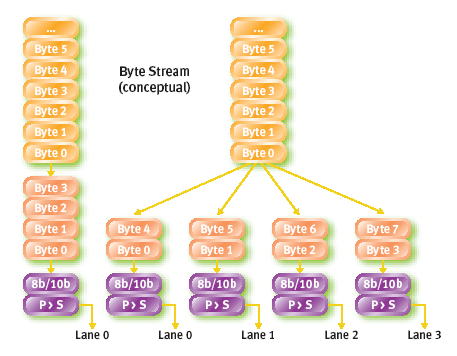 ...
Byte 5
Byte 4
Byte 3
Byte 2
Byte 1
Byte 0
Byte 3
Byte 2
Byte 1
Byte 0
8b/10b
P › S
Lane 0
Byte Stream
(conceptual)
...
Byte 5
Byte 4
Byte 3
Byte 2
Byte 1
Byte 0
Byte 4
Byte 5
Byte 6
Byte 7
Byte 0
Byte 1
Byte 2
Byte 3
8b/10b
8b/10b
8b/10b
8b/10b
P › S
P › S
P › S
P › S
Lane 0
Lane 1
Lane 2
Lane 3